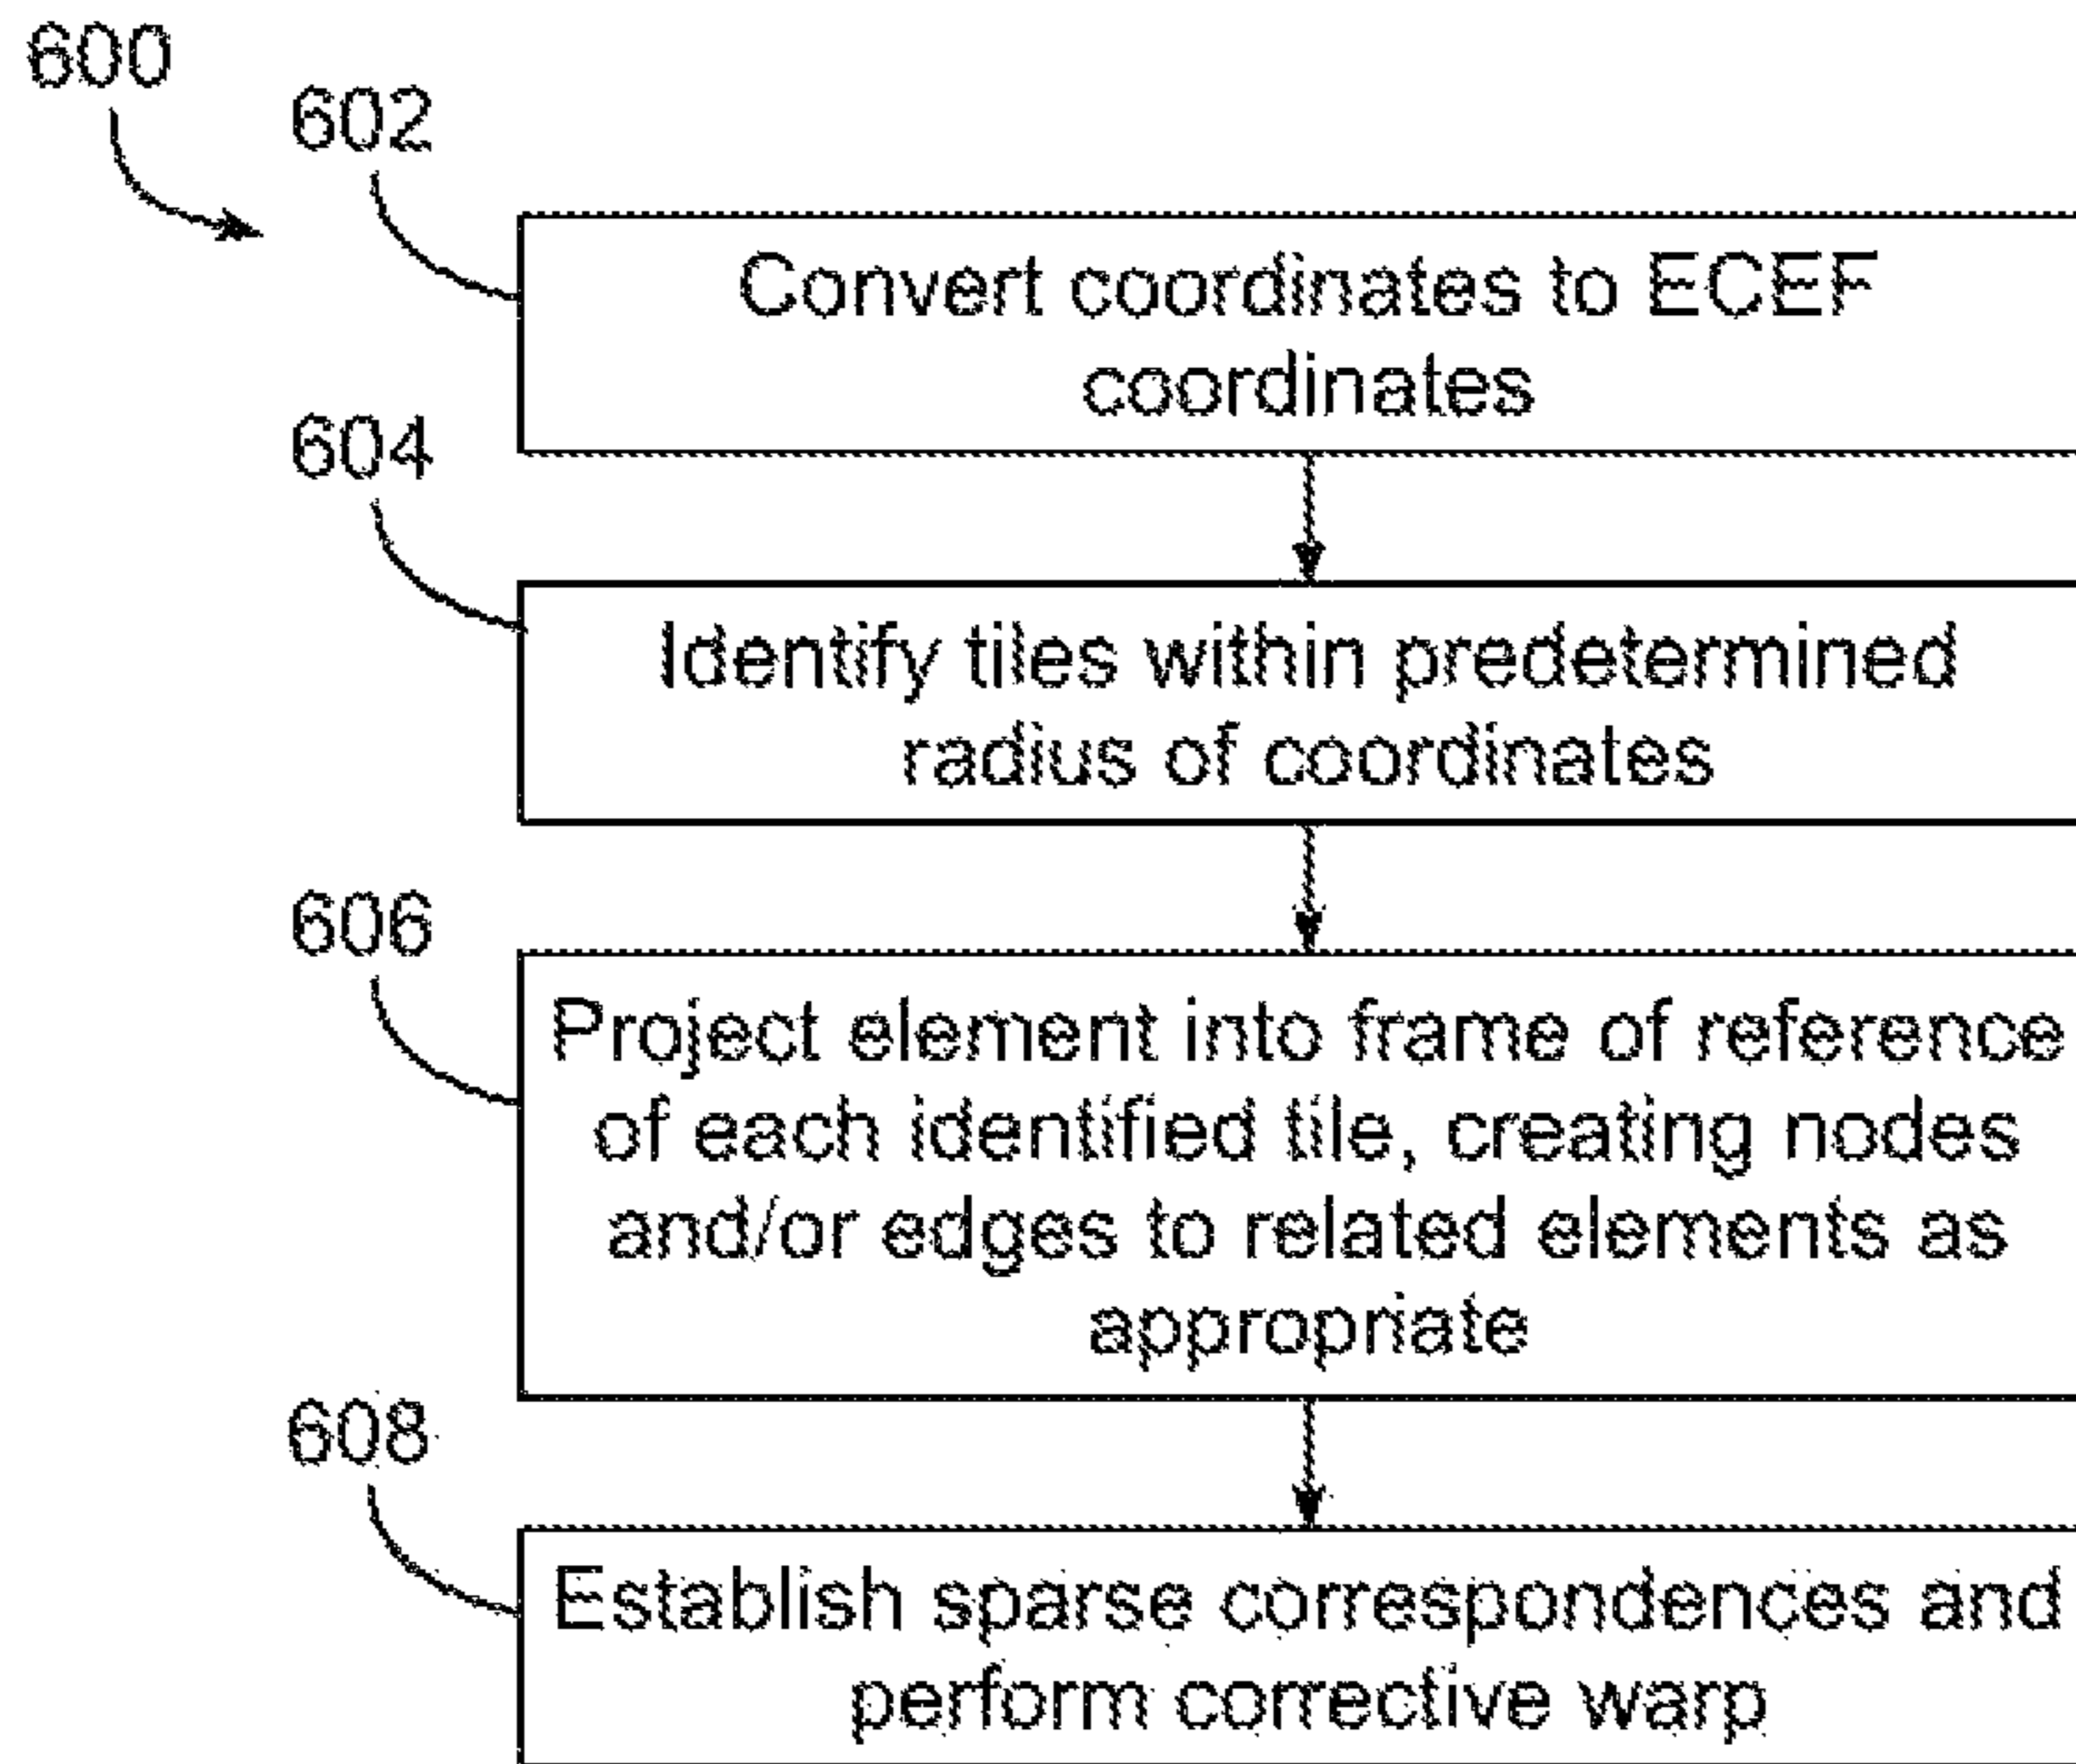 600
602
Convert coordinates to ECEF
coordinates
604
Identify tiles within predetermined
radius of coordinates
606
Project element into frame of reference
of each identified tile, creating nodes
and/or edges to related elements as
appropriate
608
Establish sparse correspondences and
perform corrective warp